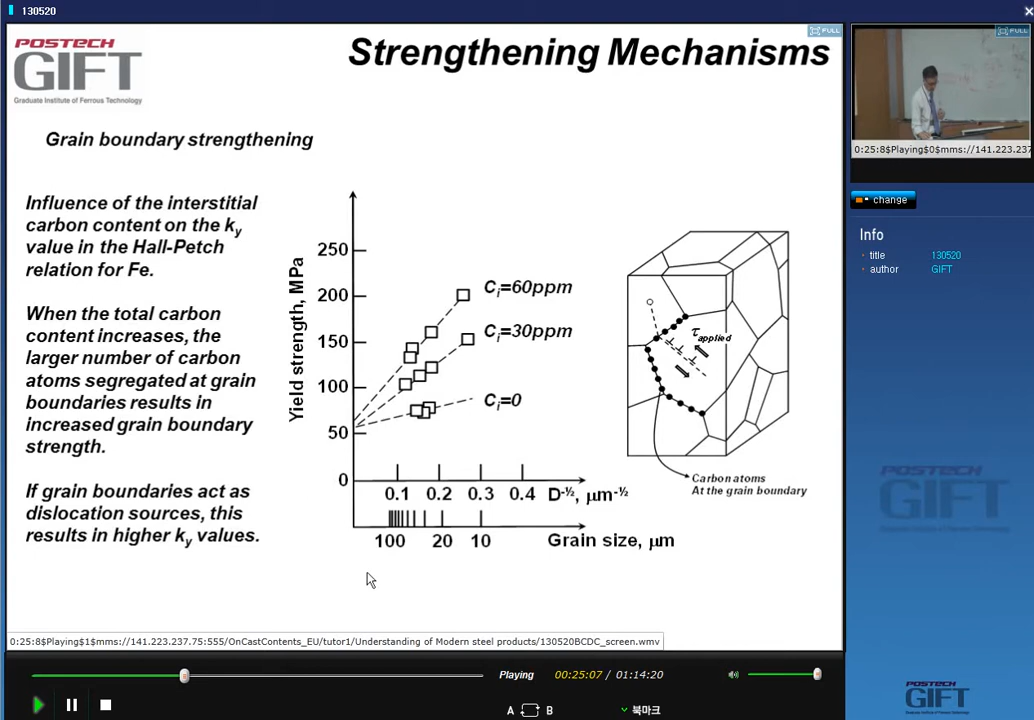 130520
POSTECH
GIFT
Graduate Institute of Ferrous Technology
Strengthening Mechanisms
FULL
FULL
0:25:8$Playing$0$mms://141.223.237
change
Info
title 130520
author GIFT
Grain boundary strengthening
Influence of the interstitial
carbon content on the ky
value in the Hall-Petch
relation for Fe.
When the total carbon
content increases, the
larger number of carbon
atoms segregated at grain
boundaries results in
increased grain boundary
strength.
If grain boundaries act as
dislocation sources, this
results in higher ky values.
Yield strength, MPa
250
200
150
100
50
0
Ci=60ppm
Ci=30ppm
Ci=0
0.1 0.2 0.3 0.4 D-½, μm-½
100 20 10 Grain size, μm
τapplied
Carbon atoms
At the grain boundary
0:25:8$Playing$1$mms://141.223.237.75:555/OnCastContents_EU/tutor1/Understanding of Modern steel products/130520BCDC_screen.wmv
Playing 00:25:07 / 01:14:20
A B 북마크
POSTECH
GIFT
POSTECH
GIFT